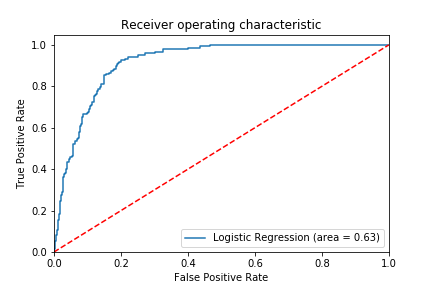 Receiver operating characteristic
1.0
0.8
0.6
0.4
0.2
0.0
True Positive Rate
Logistic Regression (area = 0.63)
0.0 0.2 0.4 0.6 0.8 1.0
False Positive Rate